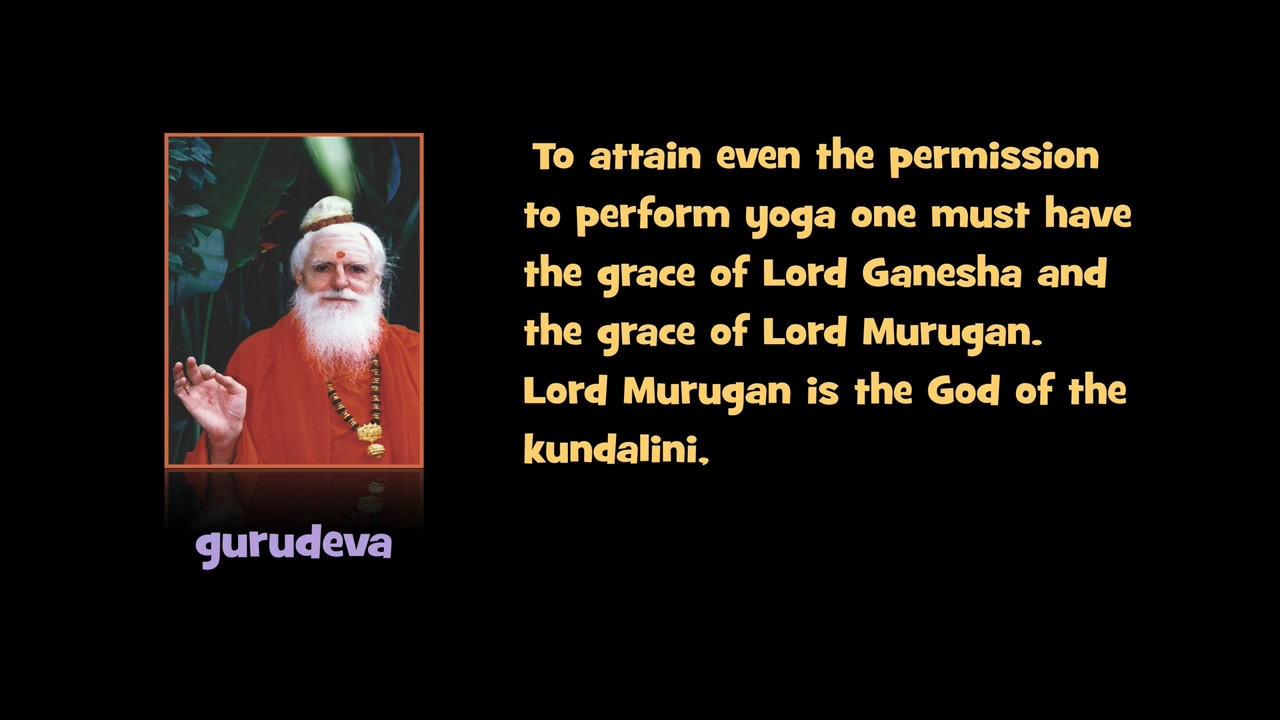 To attain even the permission
to perform yoga one must have
the grace of Lord Ganesha and
the grace of Lord Murugan.
Lord Murugan is the God of the
kundalini,
gurudeva